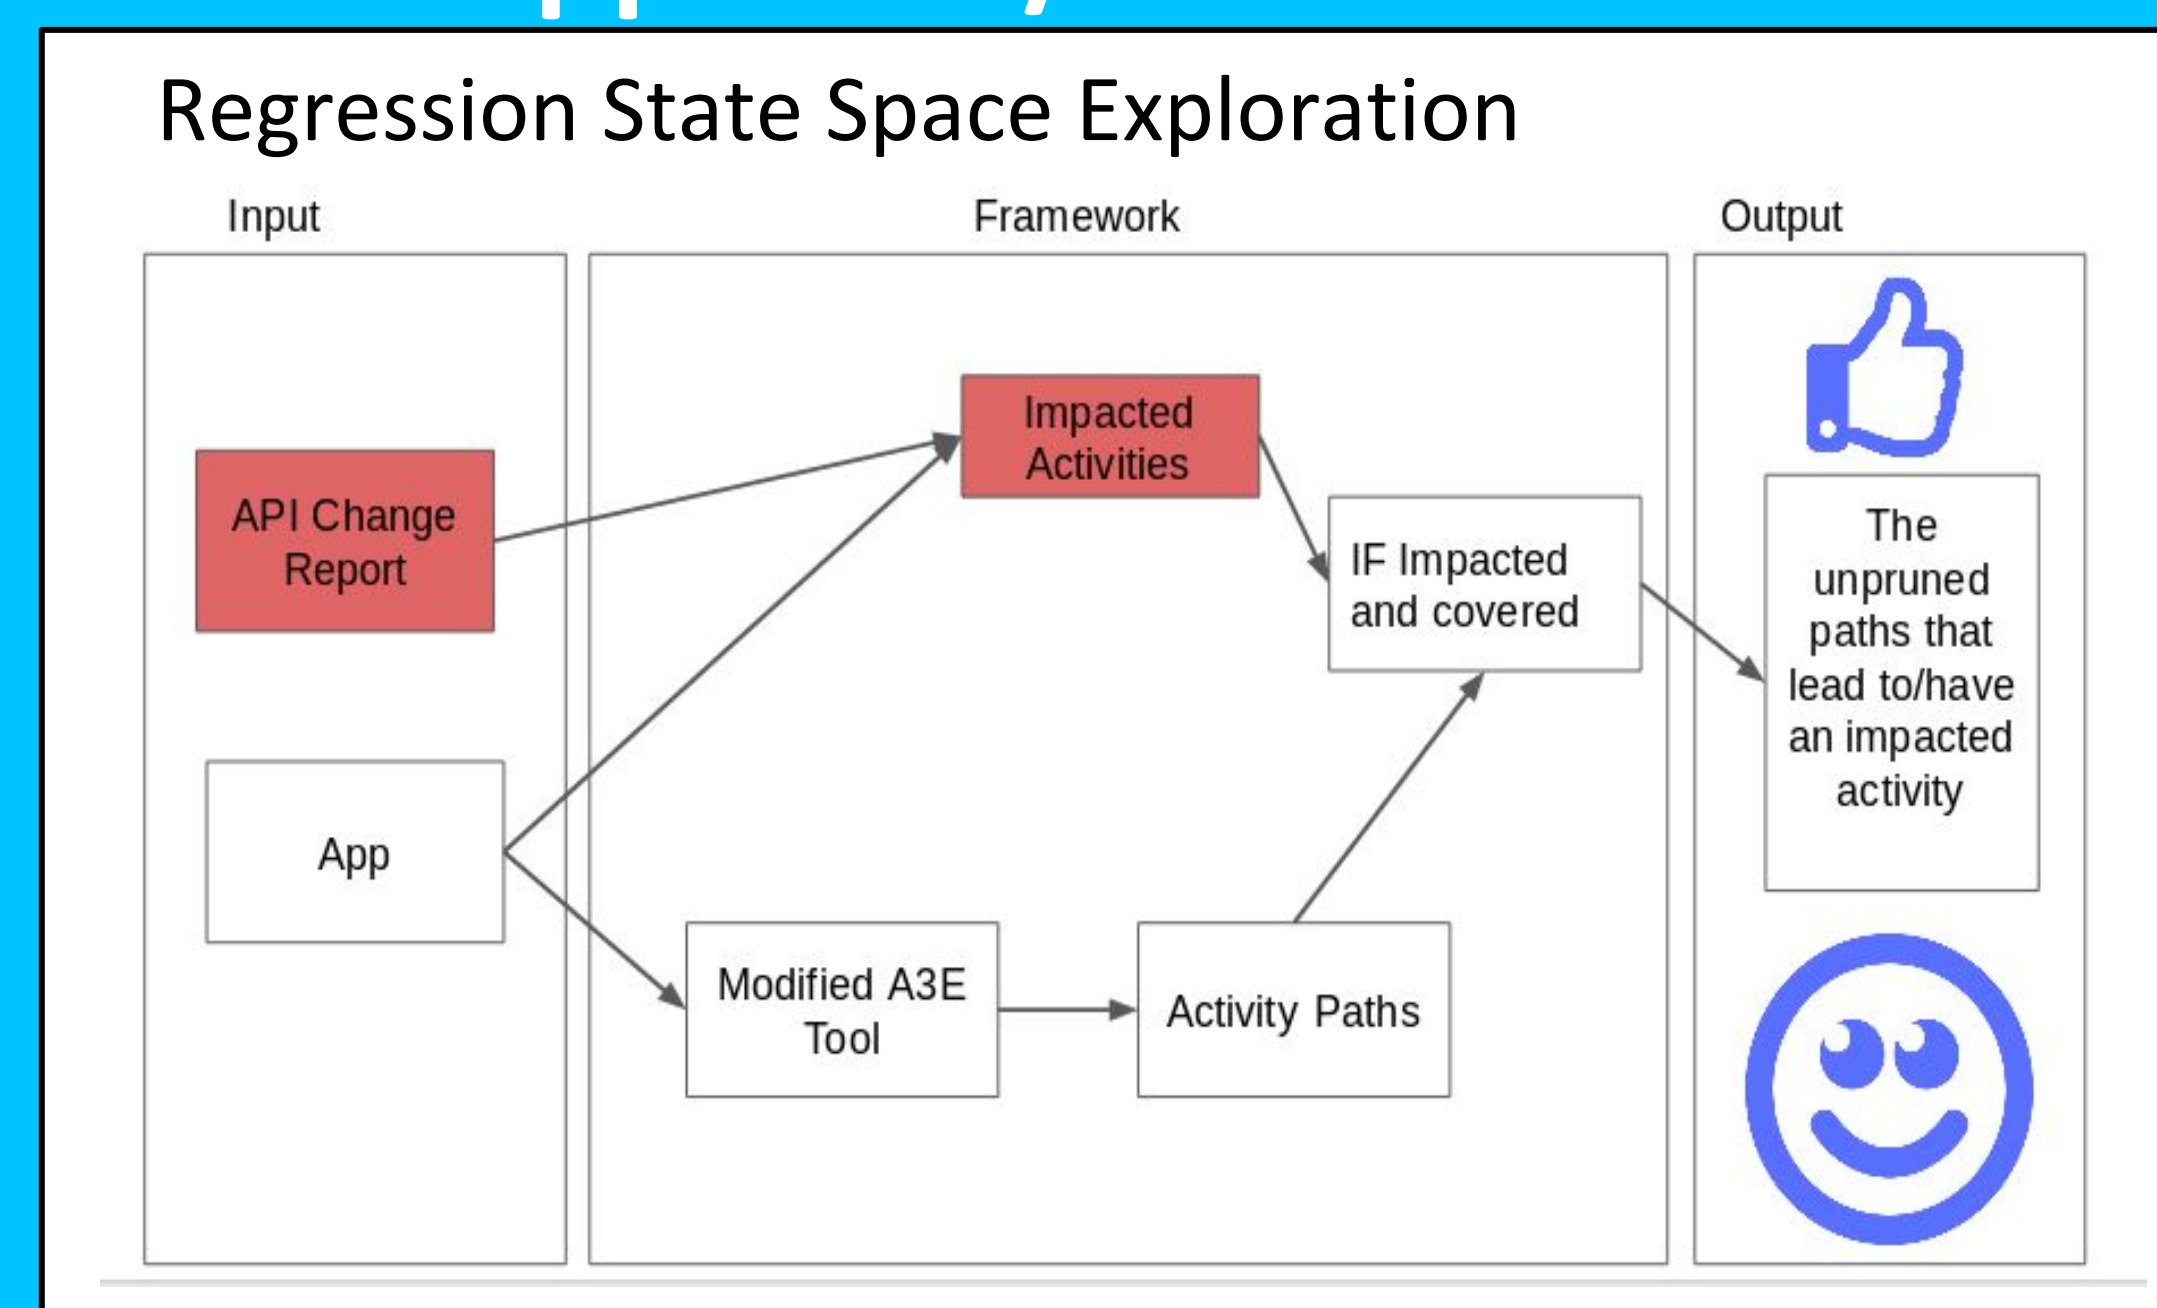 Regression State Space Exploration
Input
Framework
Output
Impacted
Activities
API Change
Report
IF Impacted
and covered
The
unpruned
paths that
lead to/have
an impacted
activity
App
Modified A3E
Tool
Activity Paths